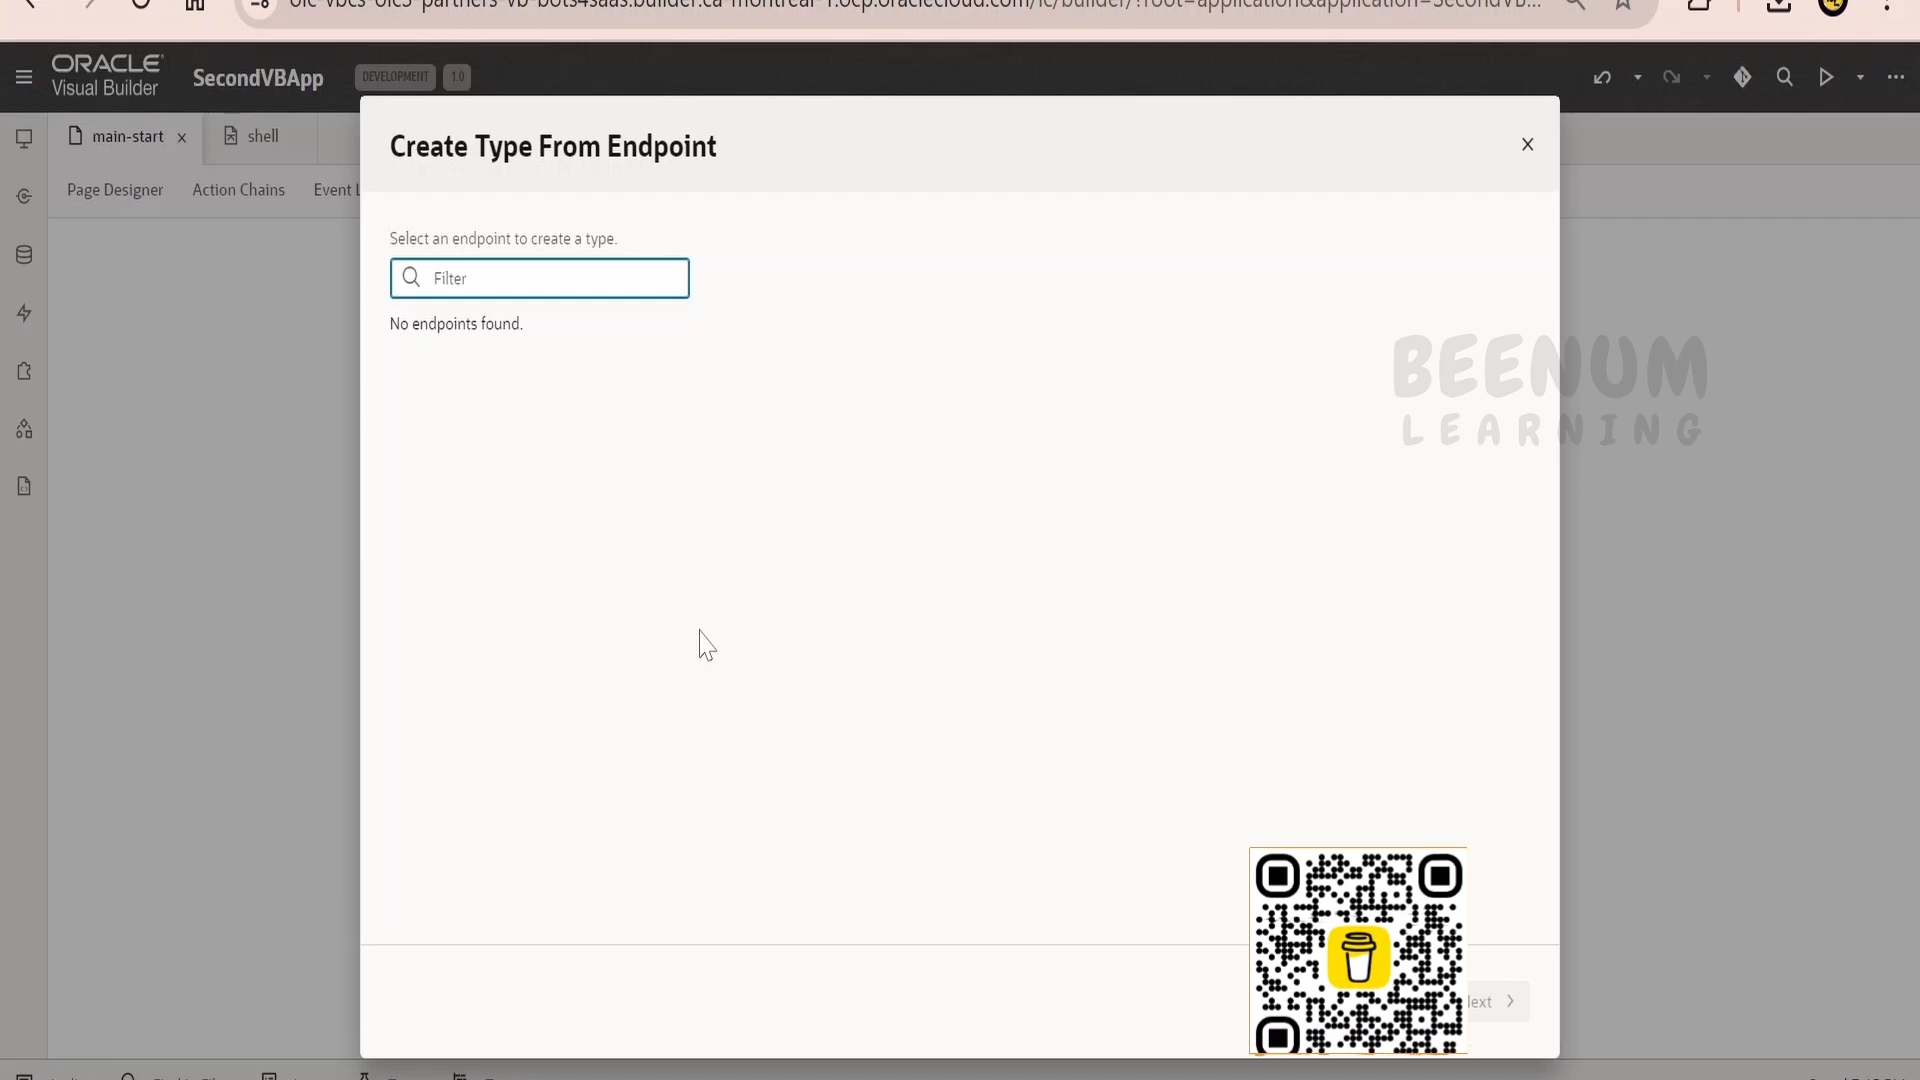 ORACLE
Visual Builder
SecondVBApp
DEVELOPMENT
1.0
main-start
shell
Page Designer
Action Chains
Event
Create Type From Endpoint
Select an endpoint to create a type.
Filter
No endpoints found.
BEENUM
LEARNING